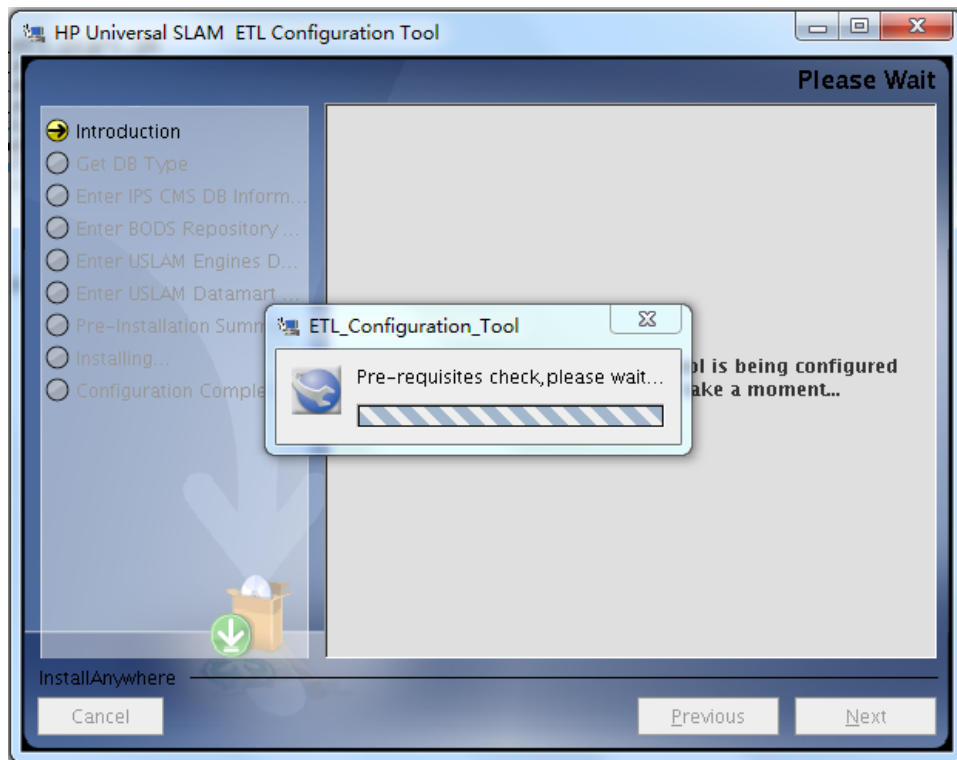 HP Universal SLAM ETL Configuration Tool
Please Wait
Introduction
Get DB Type
Enter IPS CMS DB Inform...
Enter BODS Repository ...
Enter USLAM Engines D...
Enter USLAM Datamart ...
Pre-Installation Summ
Installing...
Configuration Comple
ETL_Configuration_Tool
Pre-requisites check,please wait...
is being configured
a moment...
InstallAnywhere
Cancel
Previous
Next